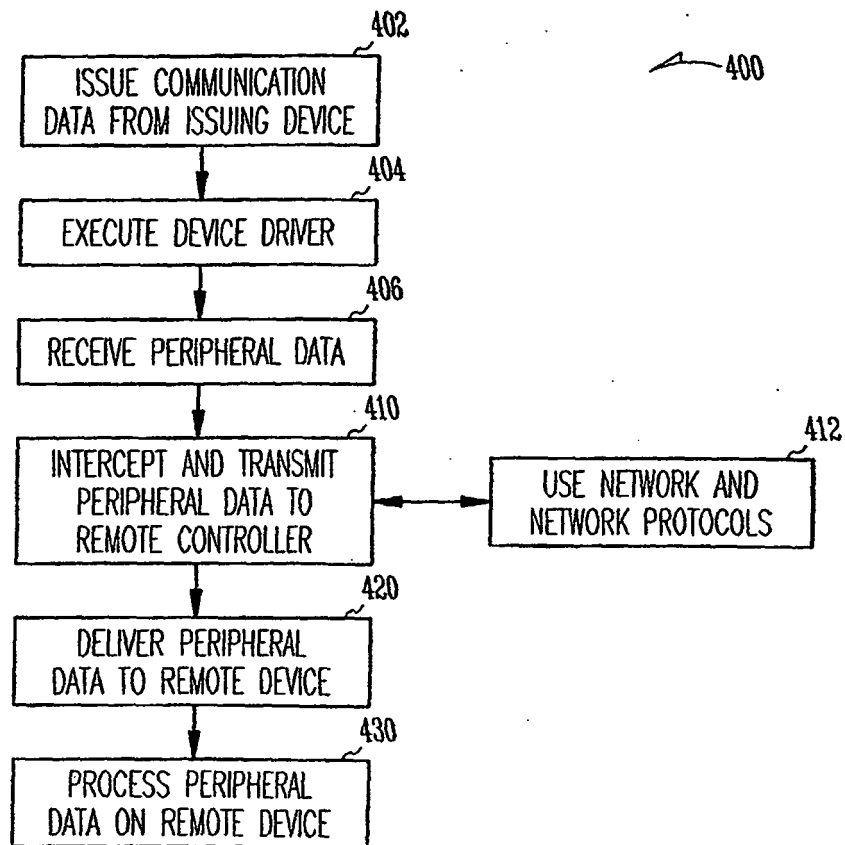 402
400
ISSUE COMMUNICATION
DATA FROM ISSUING DEVICE
404
EXECUTE DEVICE DRIVER
406
RECEIVE PERIPHERAL DATA
410
INTERCEPT AND TRANSMIT
PERIPHERAL DATA TO
REMOTE CONTROLLER
412
USE NETWORK AND
NETWORK PROTOCOLS
420
DELIVER PERIPHERAL
DATA TO REMOTE DEVICE
430
PROCESS PERIPHERAL
DATA ON REMOTE DEVICE